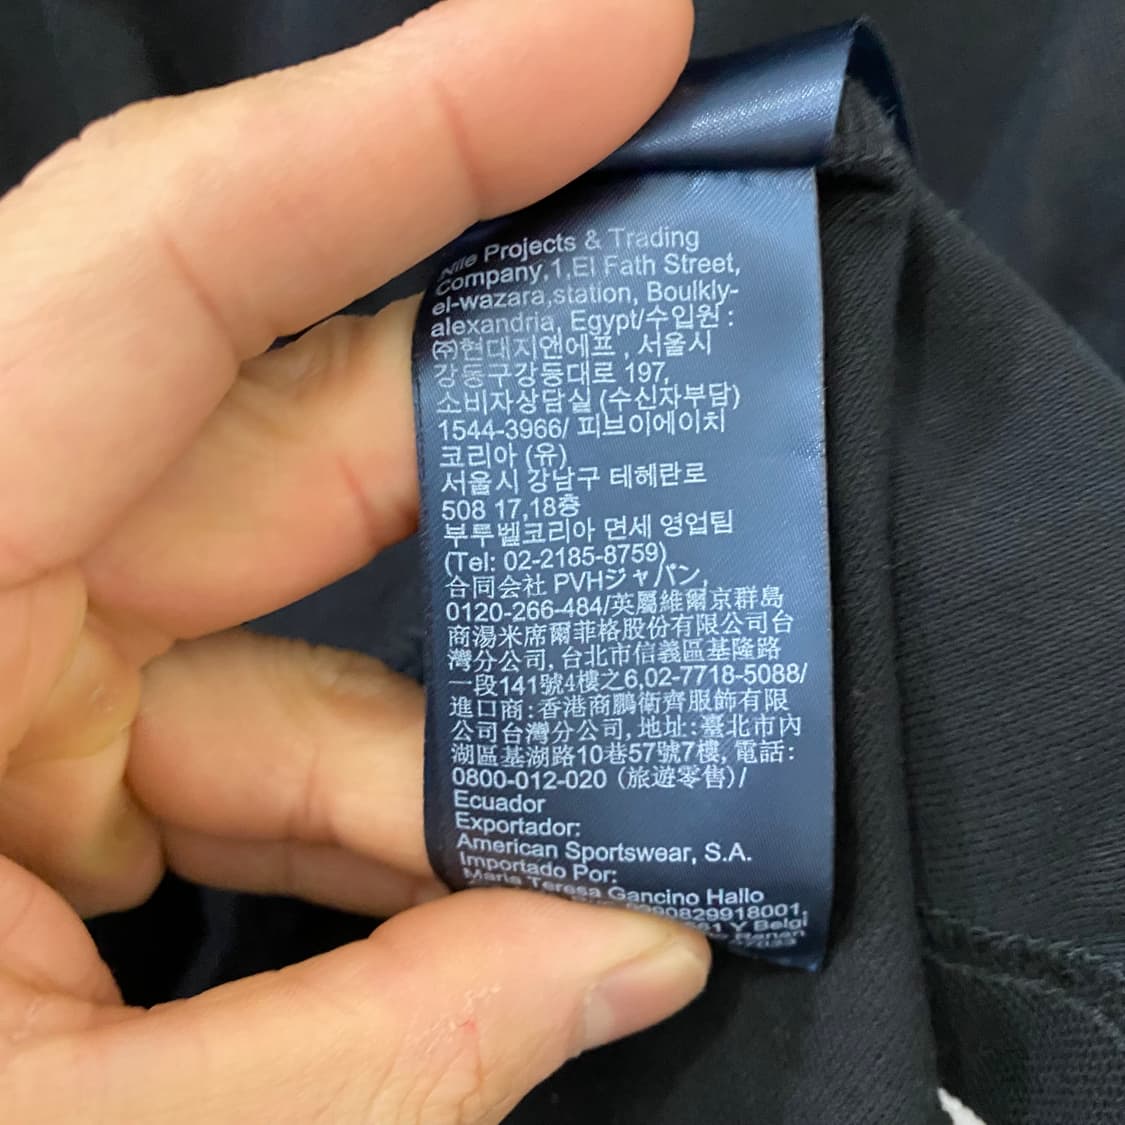 Nile Projects & Trading
Company,1,El Fath Street,
el-wazara,station, Boulkly-
alexandria, Egypt/수입원 :
㈜현대지앤에프 , 서울시
강동구강동대로 197,
소비자상담실 (수신자부담)
1544-3966/ 피브이에이치
코리아 (유)
서울시 강남구 테헤란로
508 17,18층
부루벨코리아 면세 영업팀
(Tel: 02-2185-8759),
合同会社 PVHジャパン,
0120-266-484/英屬維爾京群島
商湯米席爾菲格股份有限公司台
灣分公司, 台北市信義區基隆路
一段141號4樓之6,02-7718-5088/
進口商:香港商鵬衛齊服飾有限
公司台灣分公司, 地址:臺北市內
湖區基湖路10巷57號7樓, 電話:
0800-012-020 (旅遊零售)/
Ecuador
Exportador:
American Sportswear, S.A.
Importado Por:
Maria Teresa Gancino Hallo
0990829918001,
Y Belgi
Renan